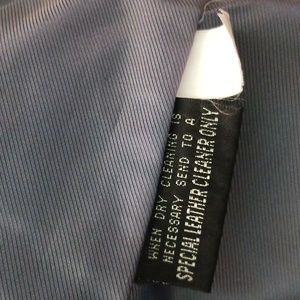 WHEN DRY CLEANING IS
NECESSARY SEND TO A
SPECIAL LEATHER CLEANER ONLY